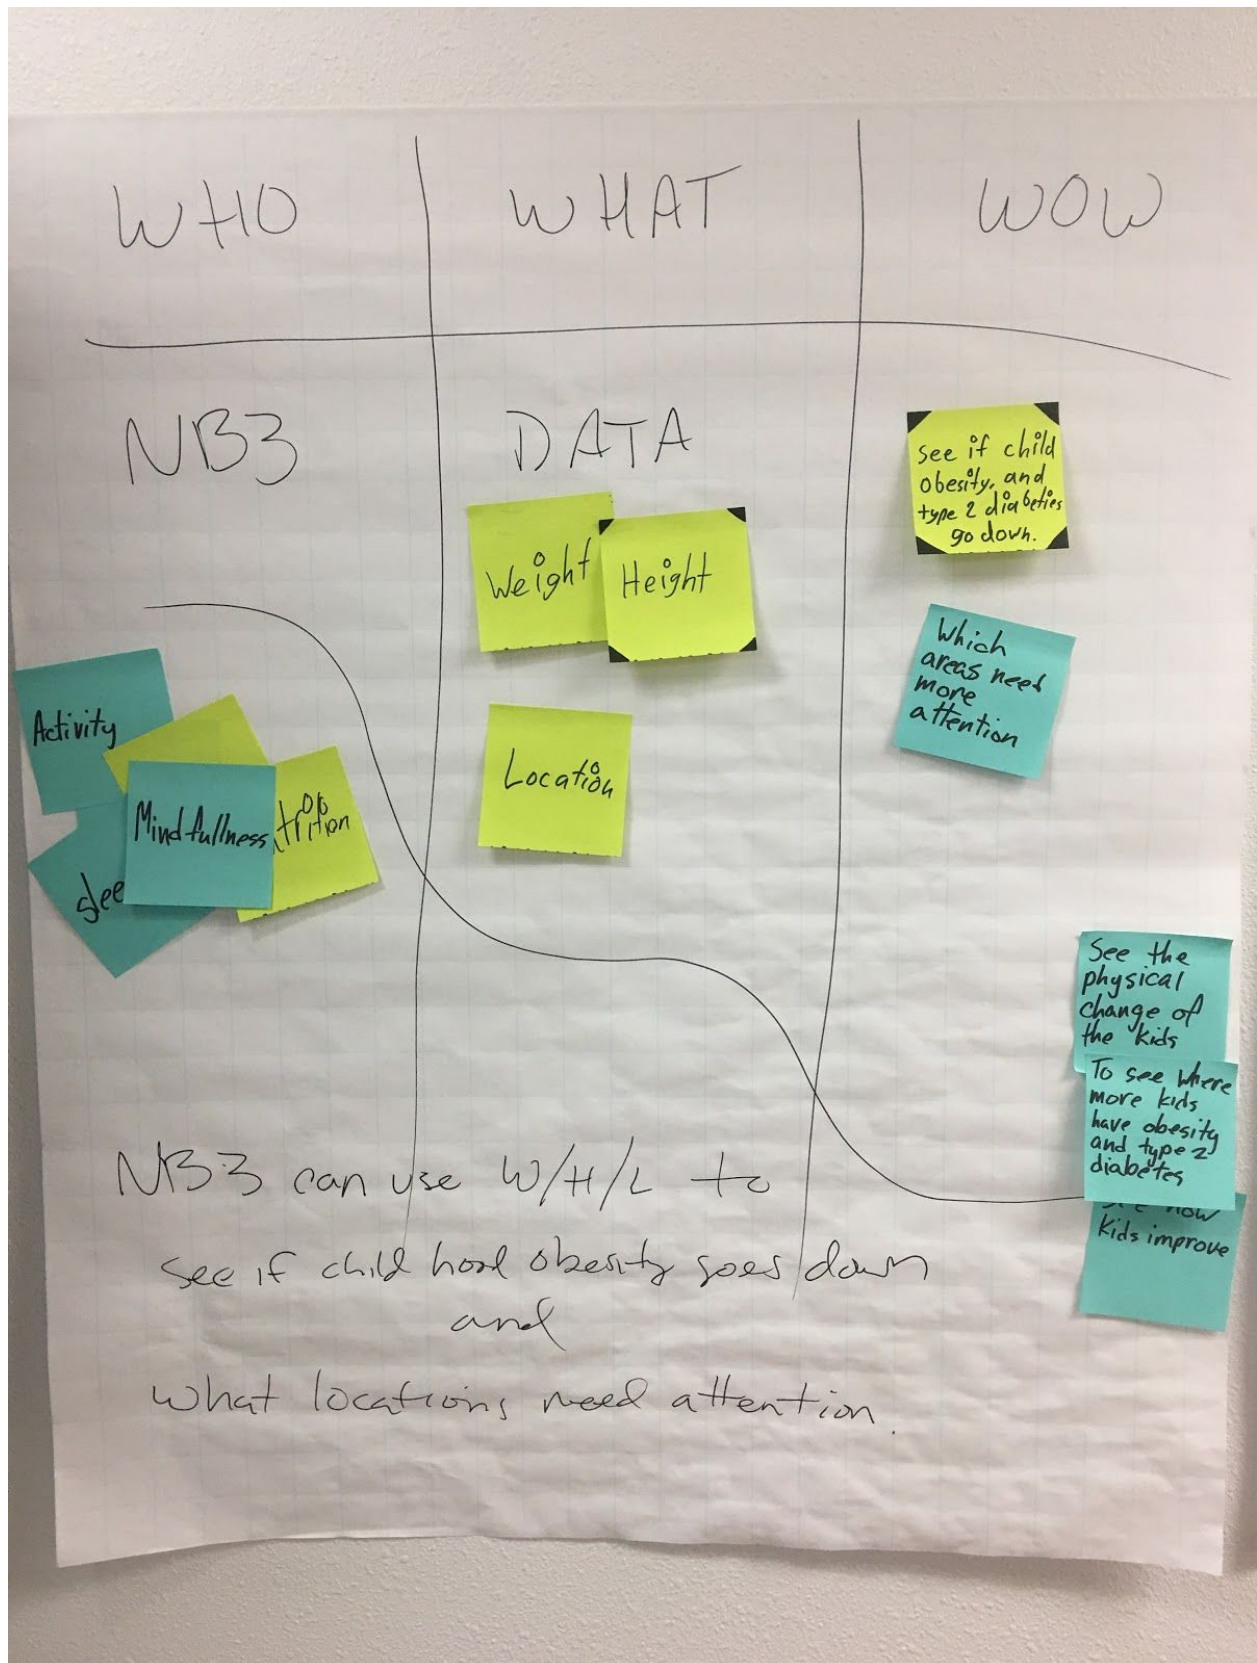 WHO
WHAT
WOW
NB3
DATA
Weight
Height
Location
see if child
obesity, and
type 2 diabeties
go down.
Which
areas need
more
attention
Activity
Mindfullness
trition
slee
See the
physical
change of
the kids
To see where
more kids
have obesity
and type 2
diabetes
how
kids improve
NB3 can use W/H/L to
see if child hood obesity goes down
and
what locations need attention.